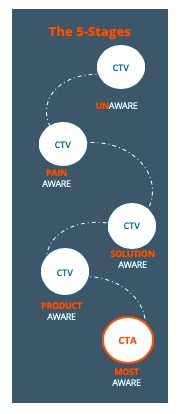 The 5-Stages
CTV
UNAWARE
CTV
PAIN
AWARE
CTV
SOLUTION
AWARE
CTV
PRODUCT
AWARE
CTA
MOST
AWARE